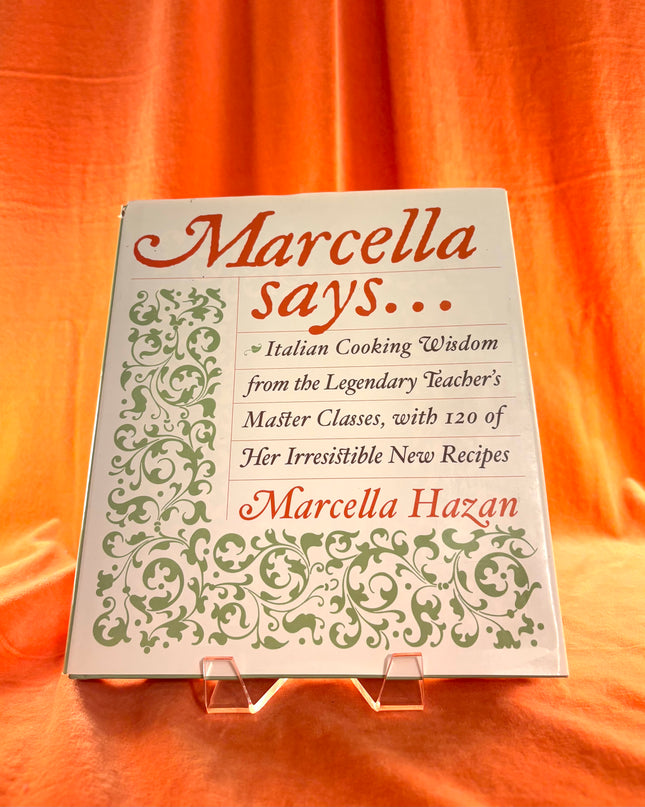 Marcella
says...
Italian Cooking Wisdom
from the Legendary Teacher's
Master Classes, with 120 of
Her Irresistible New Recipes
Marcella Hazan